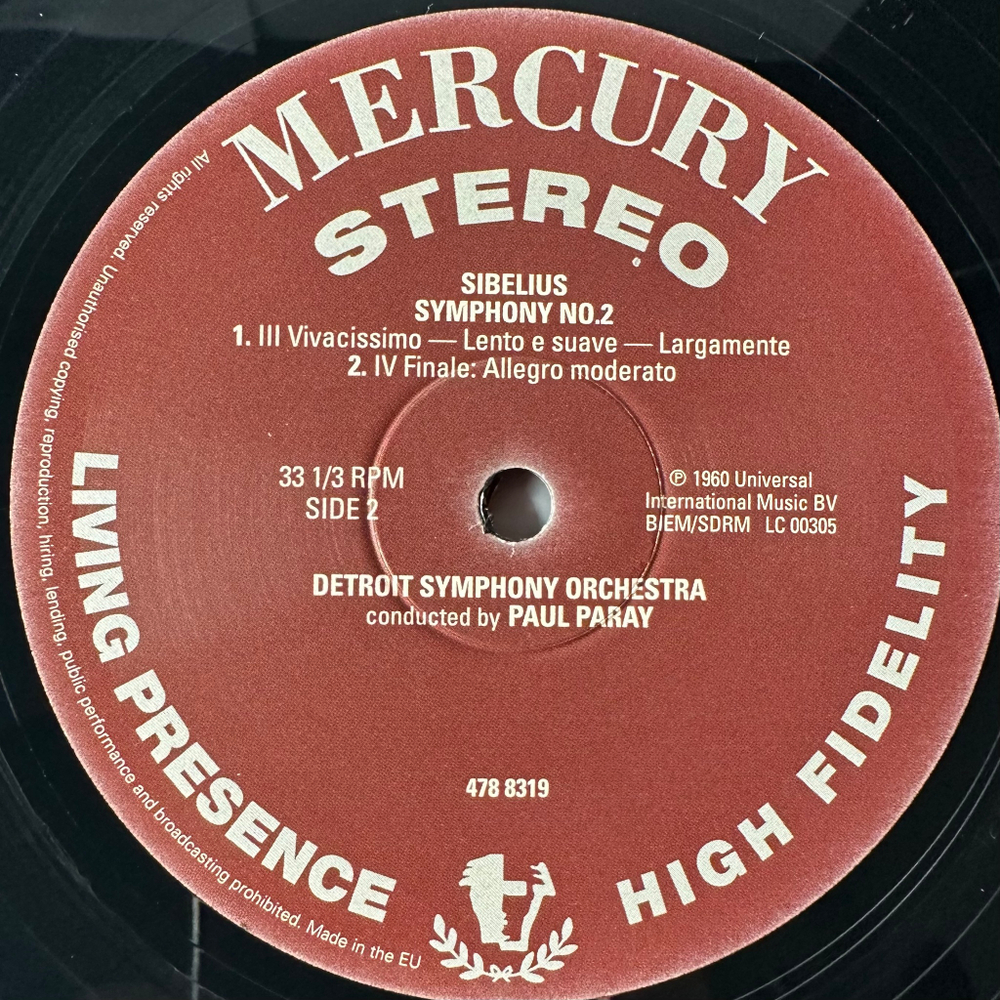 MERCURY
STEREO
SIBELIUS
SYMPHONY NO.2
1. III Vivacissimo — Lento e suave — Largamente
2. IV Finale: Allegro moderato
33 1/3 RPM
SIDE 2
℗ 1960 Universal
International Music BV
BIEM/SDRM LC 00305
DETROIT SYMPHONY ORCHESTRA
conducted by PAUL PARAY
478 8319
LIVING PRESENCE
HIGH FIDELITY
All rights reserved. Unauthorised copying, reproduction, hiring, lending, public performance and broadcasting prohibited. Made in the EU